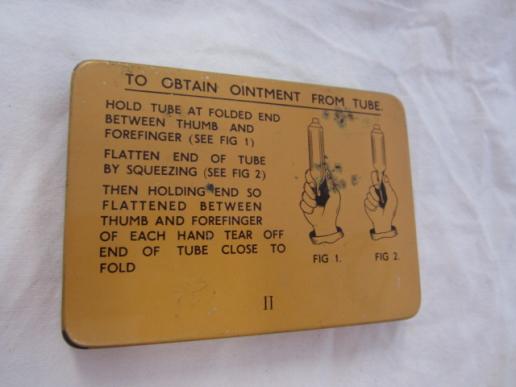 TO OBTAIN OINTMENT FROM TUBE.
HOLD TUBE AT FOLDED END
BETWEEN THUMB AND
FOREFINGER (SEE FIG 1)
FLATTEN END OF TUBE
BY SQUEEZING (SEE FIG 2)
THEN HOLDING END SO
FLATTENED BETWEEN
THUMB AND FOREFINGER
OF EACH HAND TEAR OFF
END OF TUBE CLOSE TO
FOLD
FIG 1.
FIG 2.
II